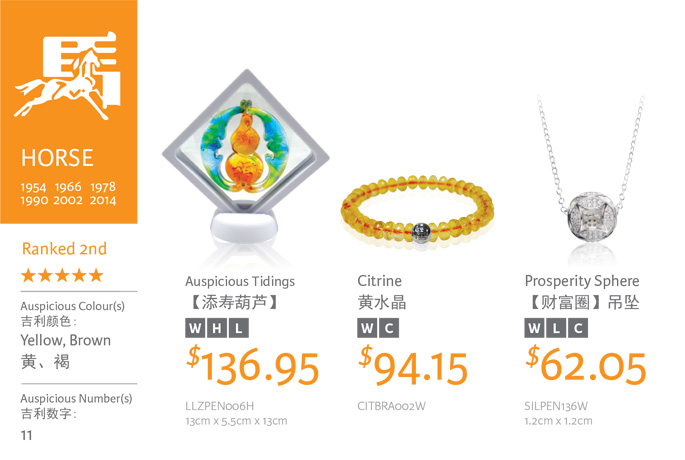 馬
HORSE
1954 1966 1978
1990 2002 2014
Ranked 2nd
Auspicious Colour(s)
吉利颜色：
Yellow, Brown
黄、褐
Auspicious Number(s)
吉利数字：
11
Auspicious Tidings
【添寿葫芦】
W H L
$136.95
LLZPEN006H
13cm x 5.5cm x 13cm
Citrine
黄水晶
W C
$94.15
CITBRA002W
Prosperity Sphere
【财富圈】吊坠
W L C
$62.05
SILPEN136W
1.2cm x 1.2cm